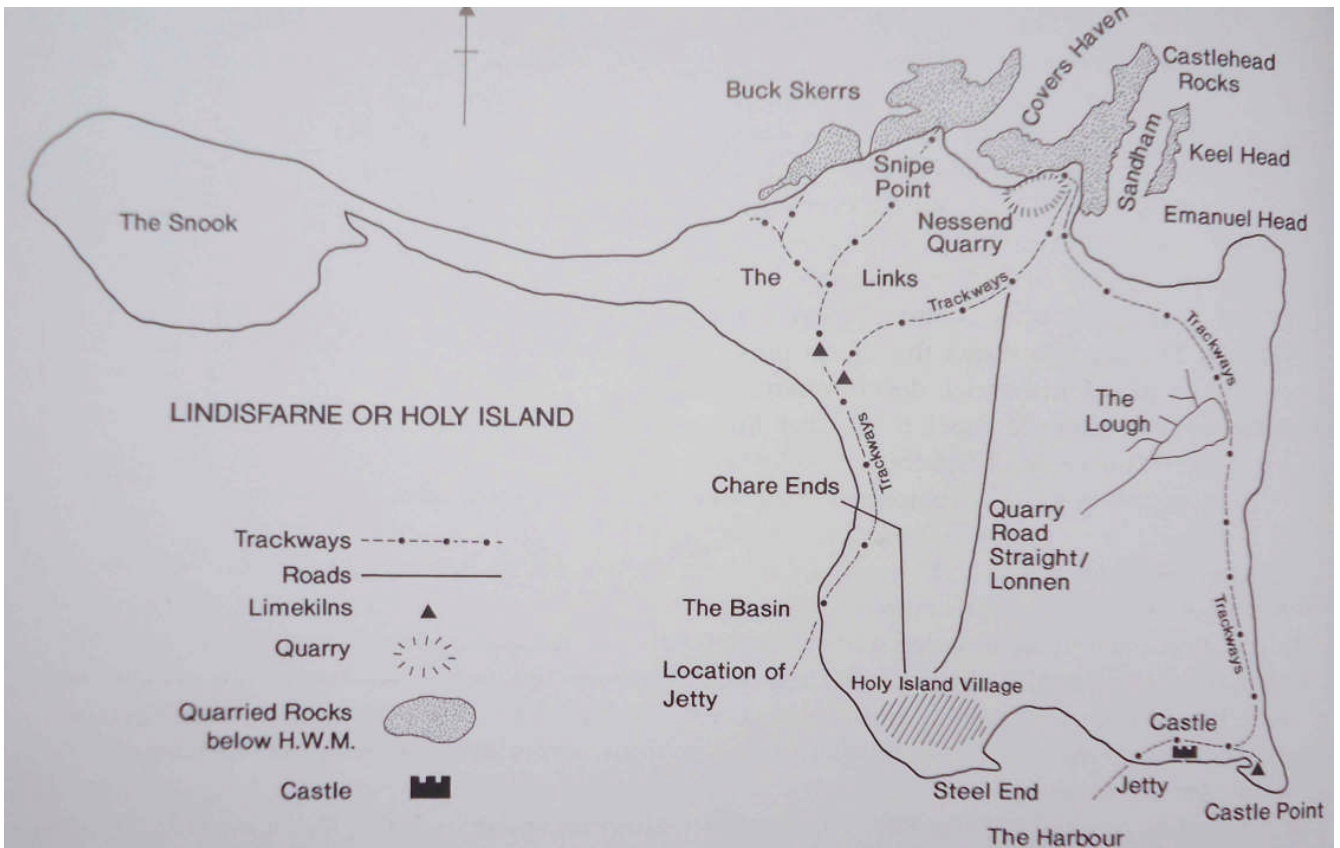 Covers Haven
Castlehead
Rocks
Buck Skerrs
Sandham
Keel Head
Snipe
Point
The Snook
Nessend
Quarry
Emanuel Head
The
Links
Trackways
Trackways
LINDISFARNE OR HOLY ISLAND
The
Lough
Trackways
Chare Ends
Quarry
Road
Straight/
Lonnen
Trackways
Roads
Limekilns
Quarry
Quarried Rocks
below H.W.M.
Castle
The Basin
Trackways
Location of
Jetty
Holy Island Village
Castle
Jetty
Steel End
Castle Point
The Harbour